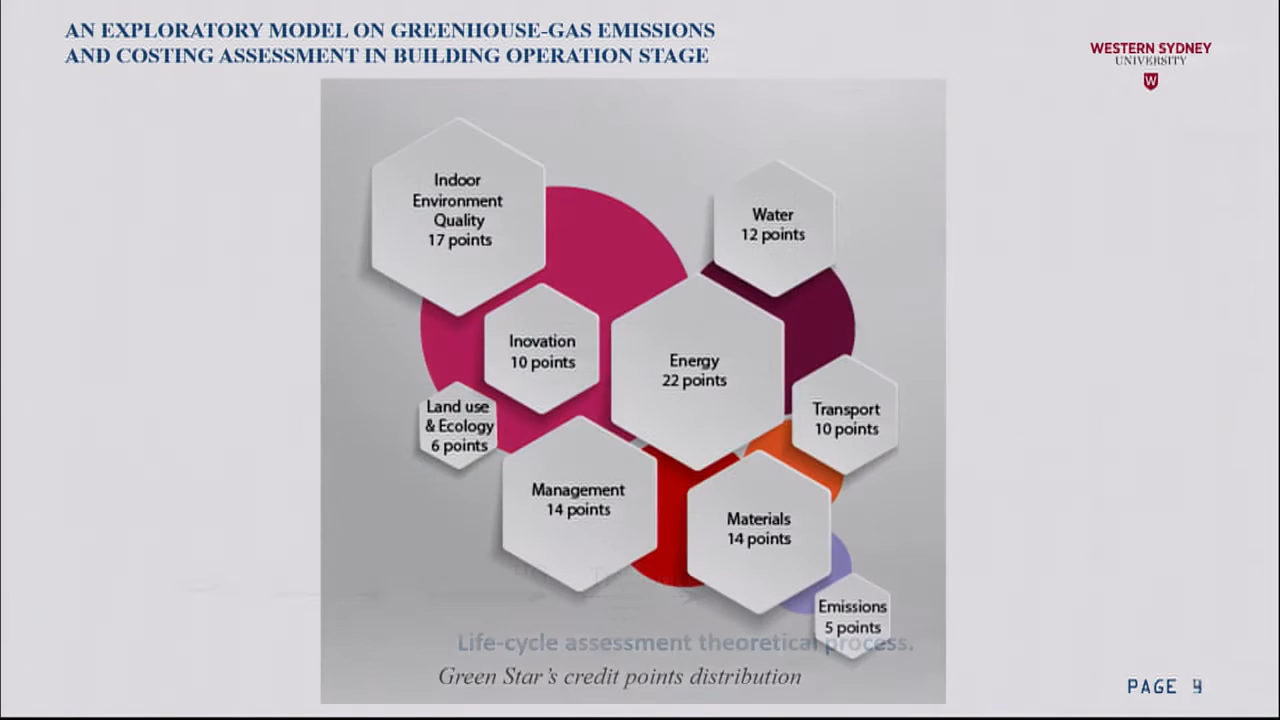 AN EXPLORATORY MODEL ON GREENHOUSE-GAS EMISSIONS
AND COSTING ASSESSMENT IN BUILDING OPERATION STAGE
WESTERN SYDNEY
UNIVERSITY
W
Indoor
Environment
Quality
17 points
Water
12 points
Inovation
10 points
Energy
22 points
Land use
& Ecology
6 points
Transport
10 points
Management
14 points
Materials
14 points
Emissions
5 points
Life-cycle assessment theoretical process.
Green Star's credit points distribution
PAGE 9